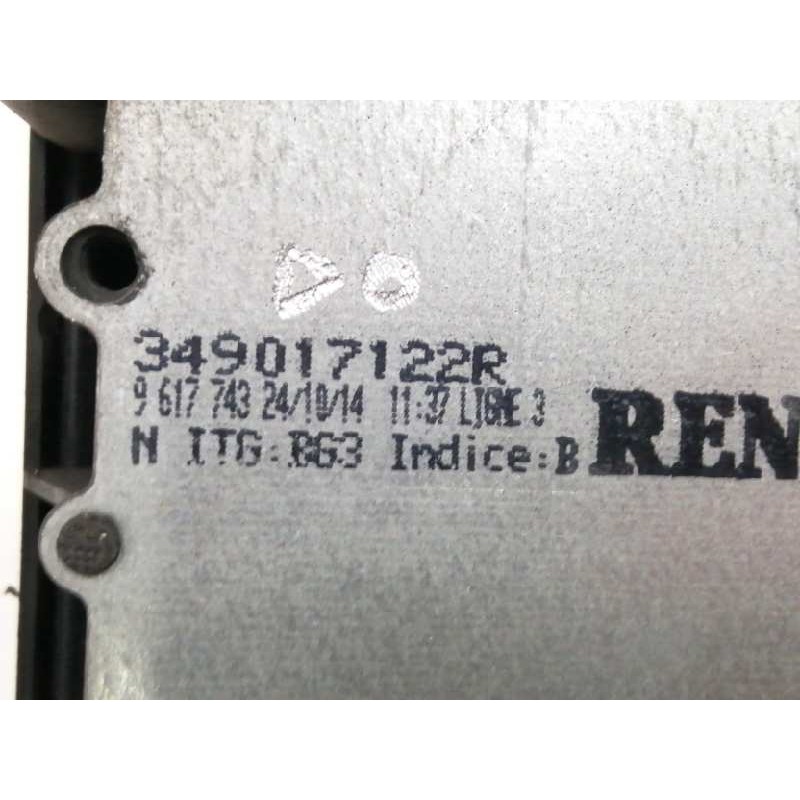 349017122R
9 617 743 24/10/14 11:37 LIGNE 3
N ITG:BG3 Indice:B REN